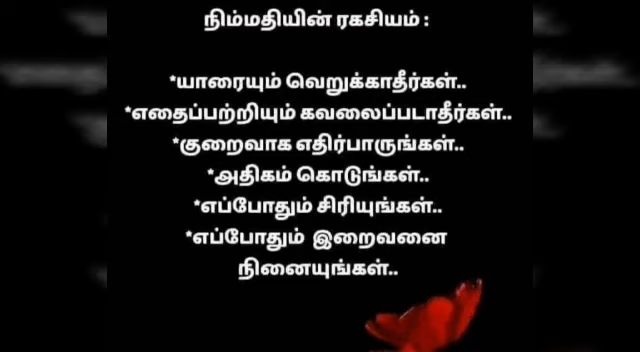 நிம்மதியின் ரகசியம் :
*யாரையும் வெறுக்காதீர்கள்..
*எதைப்பற்றியும் கவலைப்படாதீர்கள்..
*குறைவாக எதிர்பாருங்கள்..
*அதிகம் கொடுங்கள்..
*எப்போதும் சிரியுங்கள்..
*எப்போதும் இறைவனை
நினையுங்கள்..